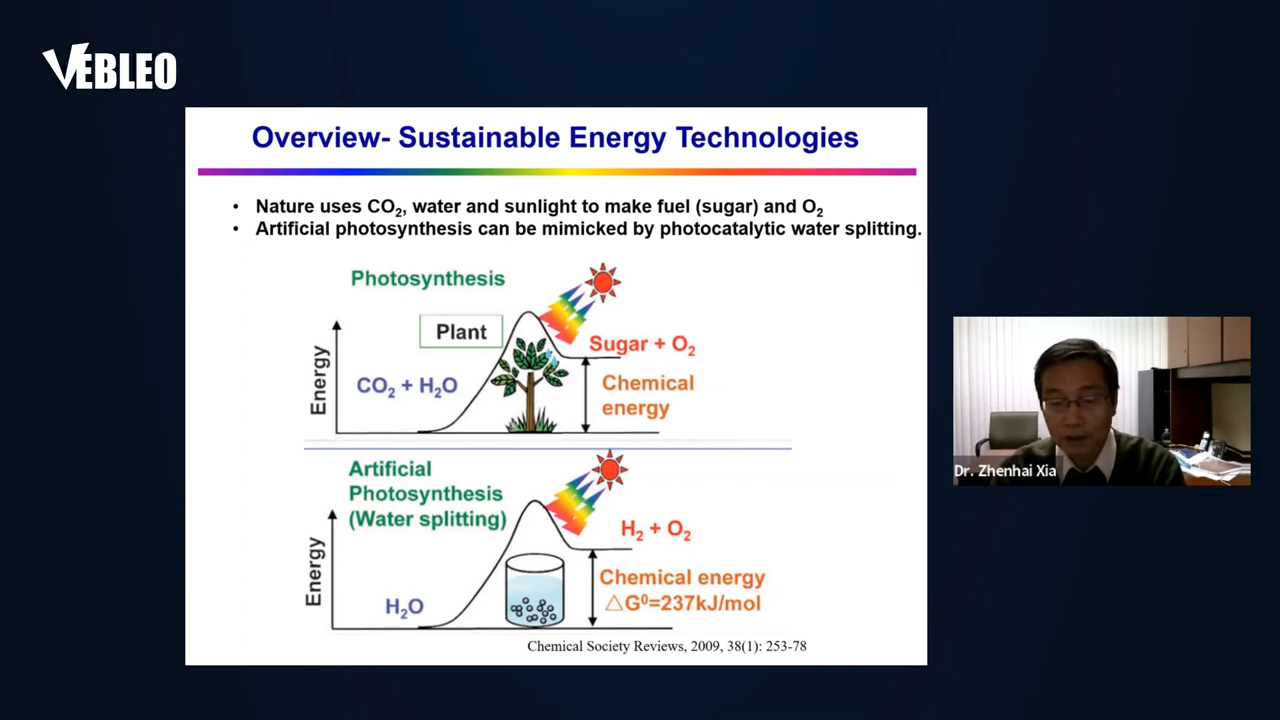 VEBLEO
Overview- Sustainable Energy Technologies
• Nature uses CO₂, water and sunlight to make fuel (sugar) and O₂
• Artificial photosynthesis can be mimicked by photocatalytic water splitting.
Photosynthesis
Plant
Sugar + O₂
Energy
CO₂ + H₂O
Chemical
energy
Artificial
Photosynthesis
(Water splitting)
H₂ + O₂
Energy
Chemical energy
△G⁰=237kJ/mol
H₂O
Chemical Society Reviews, 2009, 38(1): 253-78
Dr. Zhenhai Xia